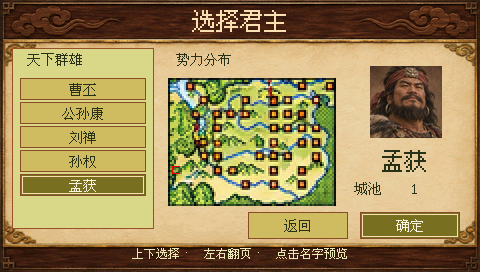 选择君主
天下群雄
势力分布
曹丕
公孙康
刘禅
孙权
孟获
孟获
城池 1
返回
确定
上下选择· 左右翻页· 点击名字预览